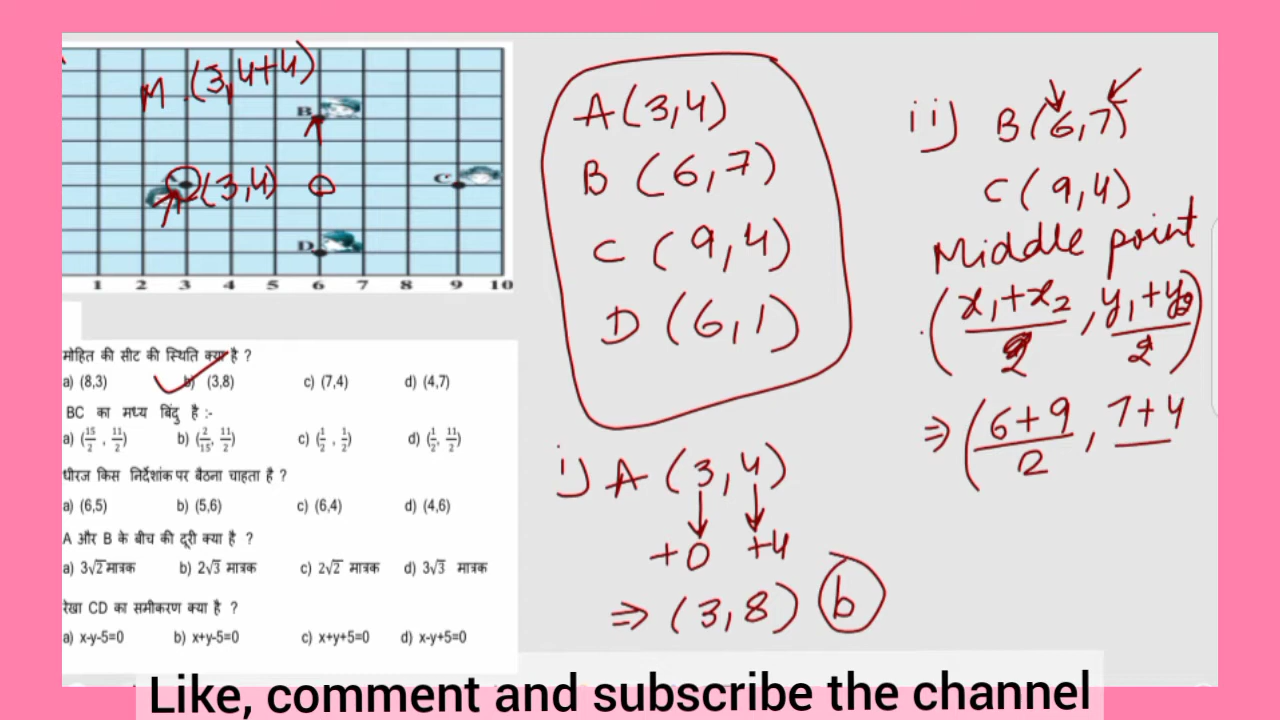 M (3, 4+4)
B
(3,4)
C
D
1 2 3 4 5 6 7 8 9 10
मोहित की सीट की स्थिति क्या है ?
a) (8,3) b) (3,8) c) (7,4) d) (4,7)
BC का मध्य बिंदु है :-
a) (15/2 , 11/2) b) (2/15, 11/2) c) (1/2 , 1/2) d) (1/2, 11/2)
धीरज किस निर्देशांक पर बैठना चाहता है ?
a) (6,5) b) (5,6) c) (6,4) d) (4,6)
A और B के बीच की दूरी क्या है ?
a) 3√2 मात्रक b) 2√3 मात्रक c) 2√2 मात्रक d) 3√3 मात्रक
रेखा CD का समीकरण क्या है ?
a) x-y-5=0 b) x+y-5=0 c) x+y+5=0 d) x-y+5=0
A (3,4)
B (6,7)
C (9,4)
D (6,1)
i) A (3,4)
+0 +4
⇒ (3,8) b
ii) B (6,7)
C (9,4)
Middle point
(x₁+x₂/2 , y₁+y₂/2)
⇒ (6+9/2 , 7+4
Like, comment and subscribe the channel